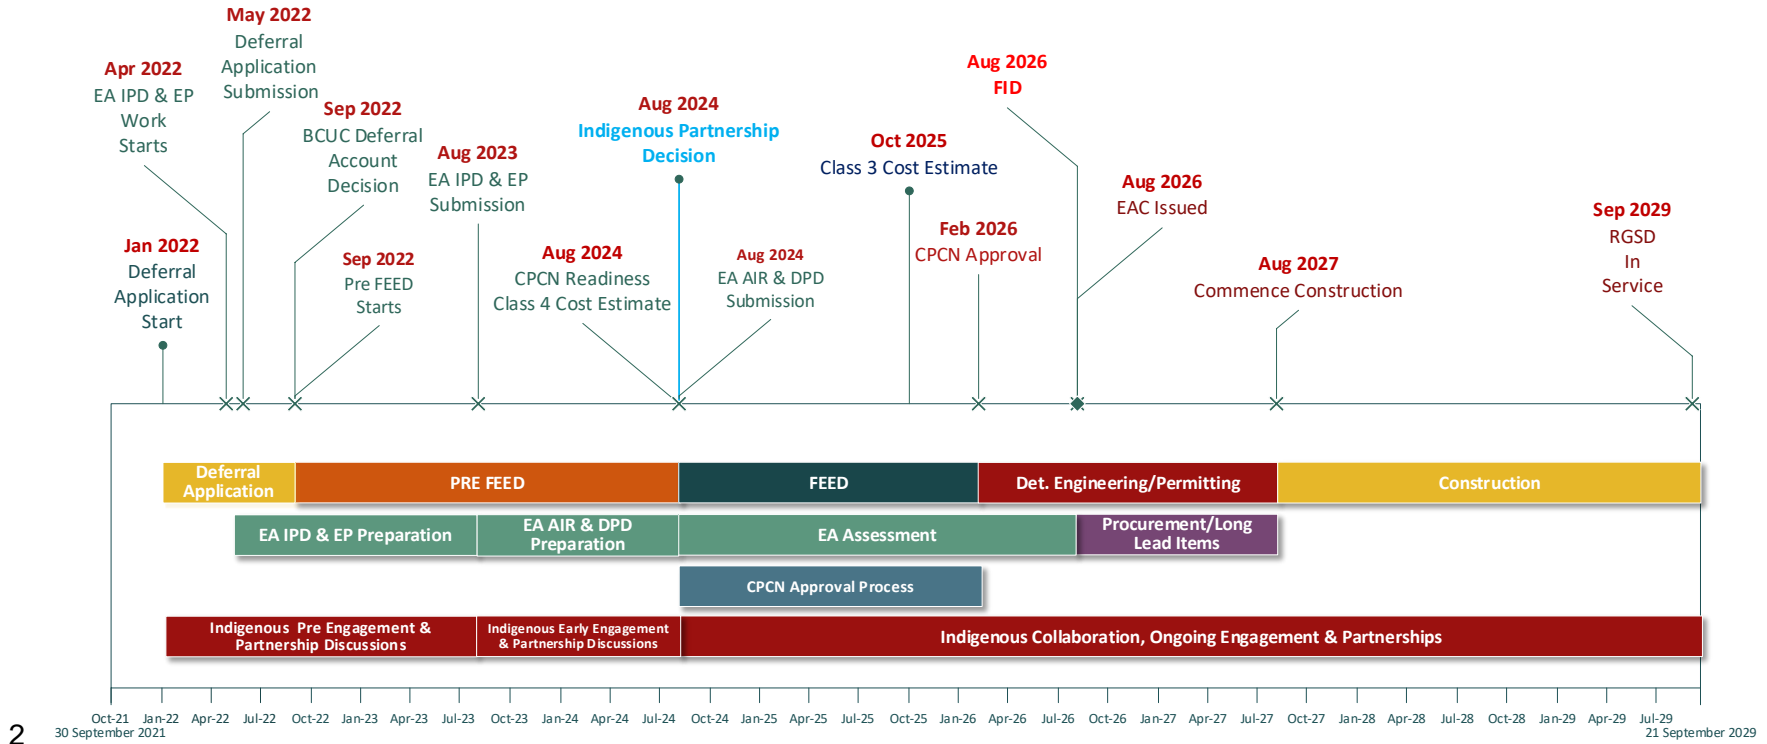 May 2022
Deferral
Application
Submission
Apr 2022
EA IPD & EP
Work
Starts
Sep 2022
BCUC Deferral
Account
Decision
Aug 2023
EA IPD & EP
Submission
Aug 2024
Indigenous Partnership
Decision
Aug 2026
FID
Oct 2025
Class 3 Cost Estimate
Aug 2026
EAC Issued
Sep 2029
RGSD
In
Service
Jan 2022
Deferral
Application
Start
Sep 2022
Pre FEED
Starts
Aug 2024
CPCN Readiness
Class 4 Cost Estimate
Aug 2024
EA AIR & DPD
Submission
Feb 2026
CPCN Approval
Aug 2027
Commence Construction
Deferral
Application
PRE FEED
FEED
Det. Engineering/Permitting
Construction
EA IPD & EP Preparation
EA AIR & DPD
Preparation
EA Assessment
Procurement/Long
Lead Items
CPCN Approval Process
Indigenous Pre Engagement &
Partnership Discussions
Indigenous Early Engagement
& Partnership Discussions
Indigenous Collaboration, Ongoing Engagement & Partnerships
Oct-21 Jan-22 Apr-22 Jul-22 Oct-22 Jan-23 Apr-23 Jul-23 Oct-23 Jan-24 Apr-24 Jul-24 Oct-24 Jan-25 Apr-25 Jul-25 Oct-25 Jan-26 Apr-26 Jul-26 Oct-26 Jan-27 Apr-27 Jul-27 Oct-27 Jan-28 Apr-28 Jul-28 Oct-28 Jan-29 Apr-29 Jul-29
2 30 September 2021 21 September 2029